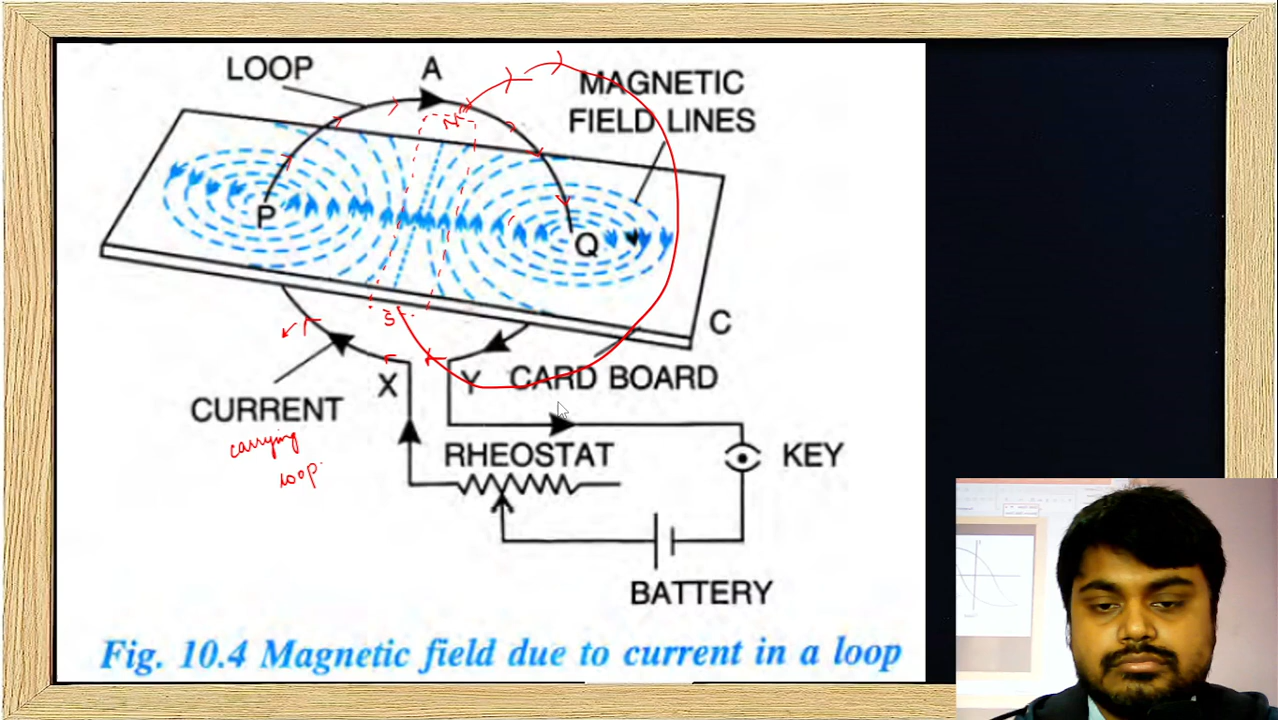 LOOP
A
MAGNETIC
FIELD LINES
N
P
Q
S
C
X
Y
CARD BOARD
CURRENT
carrying
loop.
RHEOSTAT
KEY
BATTERY
Fig. 10.4 Magnetic field due to current in a loop